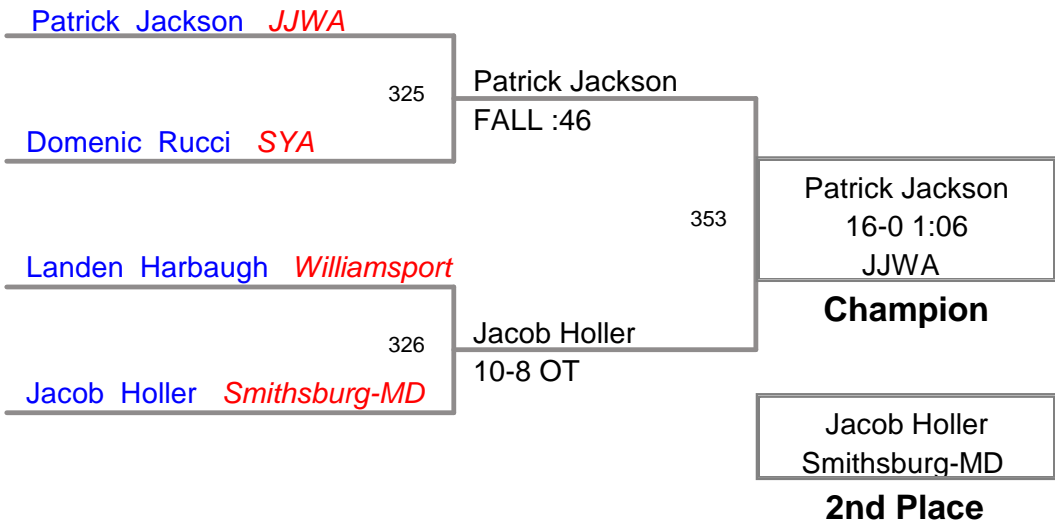 Patrick Jackson JJWA
325
Domenic Rucci SYA
Patrick Jackson
FALL :46
Landen Harbaugh Williamsport
326
Jacob Holler Smithsburg-MD
Jacob Holler
10-8 OT
353
Patrick Jackson
16-0 1:06
JJWA
Champion
Jacob Holler
Smithsburg-MD
2nd Place